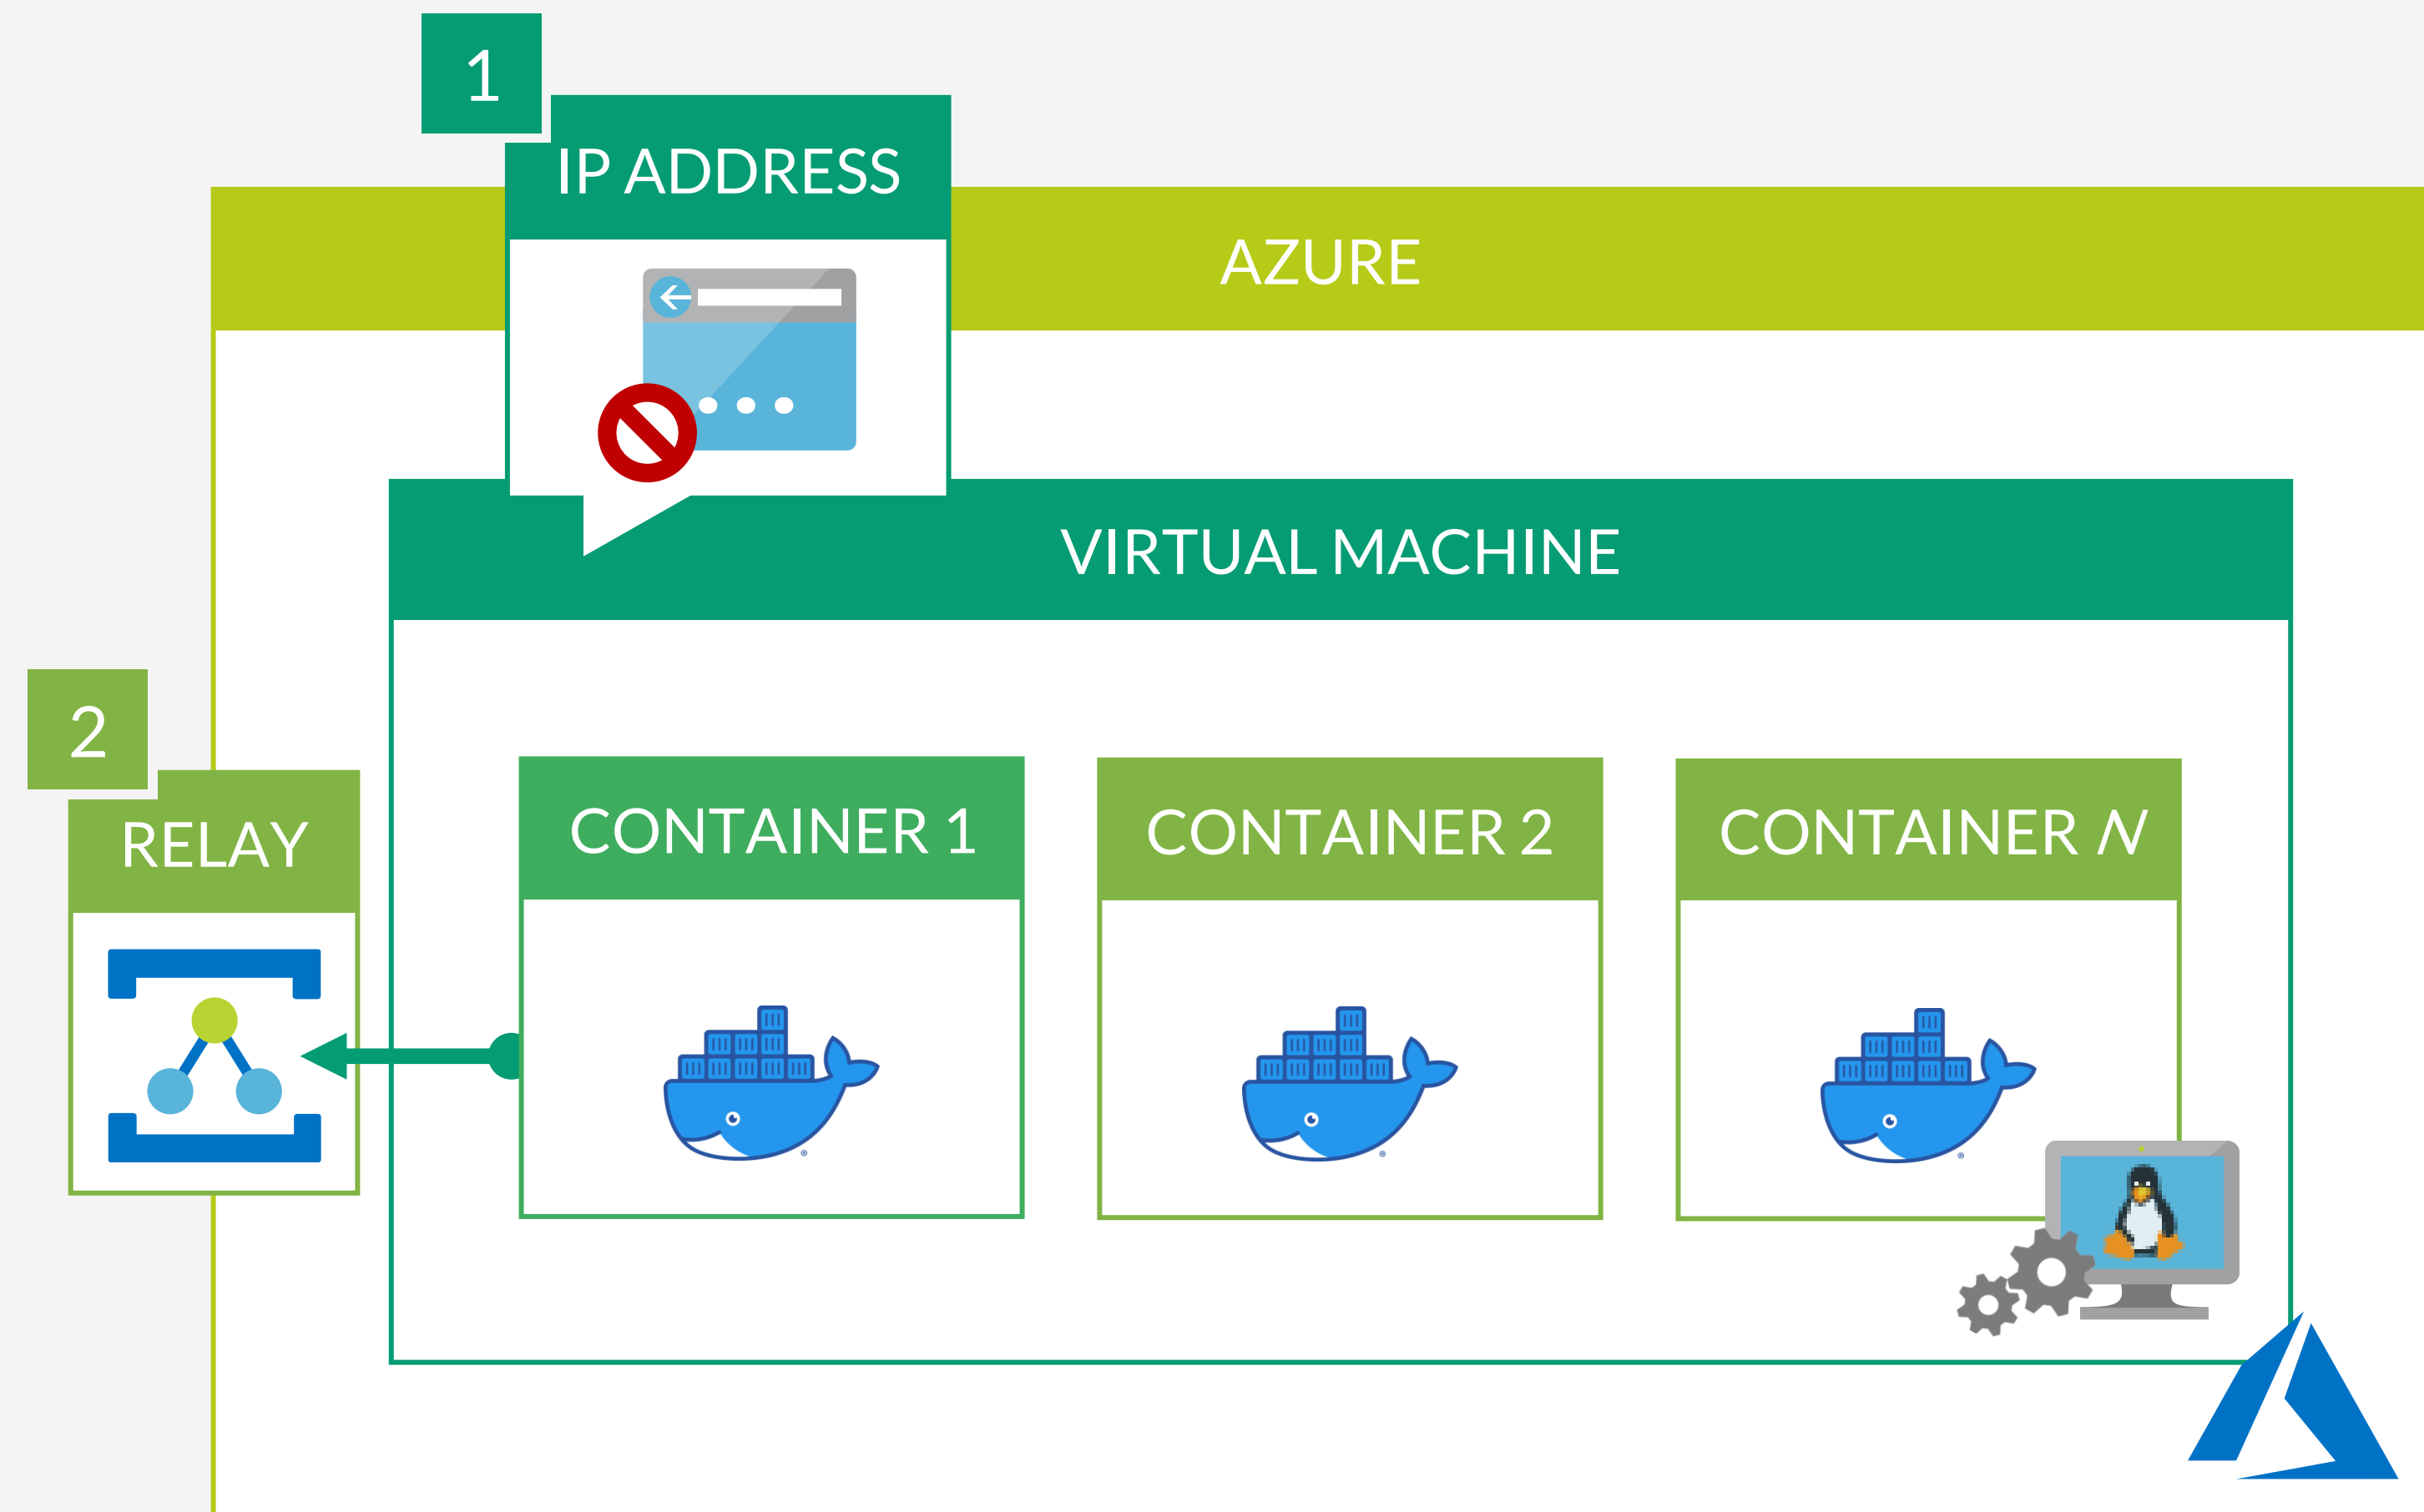 1
IP ADDRESS
AZURE
VIRTUAL MACHINE
2
RELAY
CONTAINER 1
CONTAINER 2
CONTAINER N